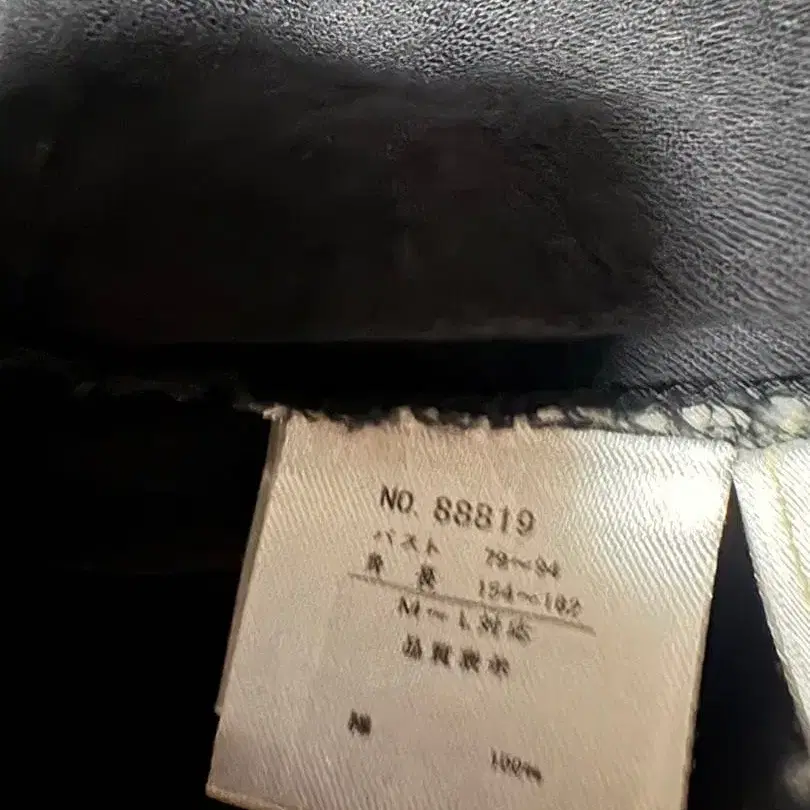 NO. 88819
バスト 79〜94
身長 154〜162
M〜L対応
品質表示
綿
100%